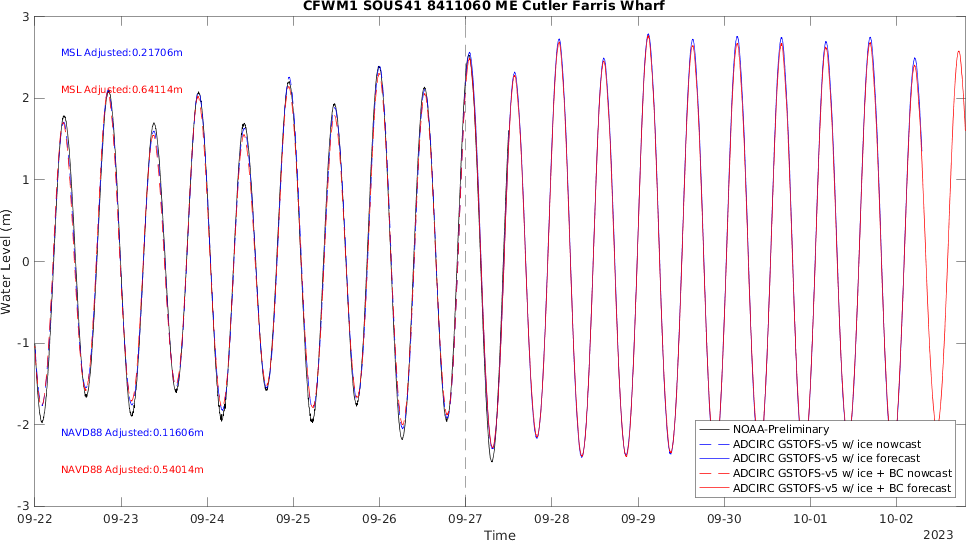 CFWM1 SOUS41 8411060 ME Cutler Farris Wharf
3
MSL Adjusted:0.21706m
MSL Adjusted:0.64114m
2
1
Water Level (m)
0
-1
-2
NAVD88 Adjusted:0.11606m
NAVD88 Adjusted:0.54014m
-3
NOAA-Preliminary
ADCIRC GSTOFS-v5 w/ ice nowcast
ADCIRC GSTOFS-v5 w/ ice forecast
ADCIRC GSTOFS-v5 w/ ice + BC nowcast
ADCIRC GSTOFS-v5 w/ ice + BC forecast
09-22 09-23 09-24 09-25 09-26 09-27 09-28 09-29 09-30 10-01 10-02
Time
2023